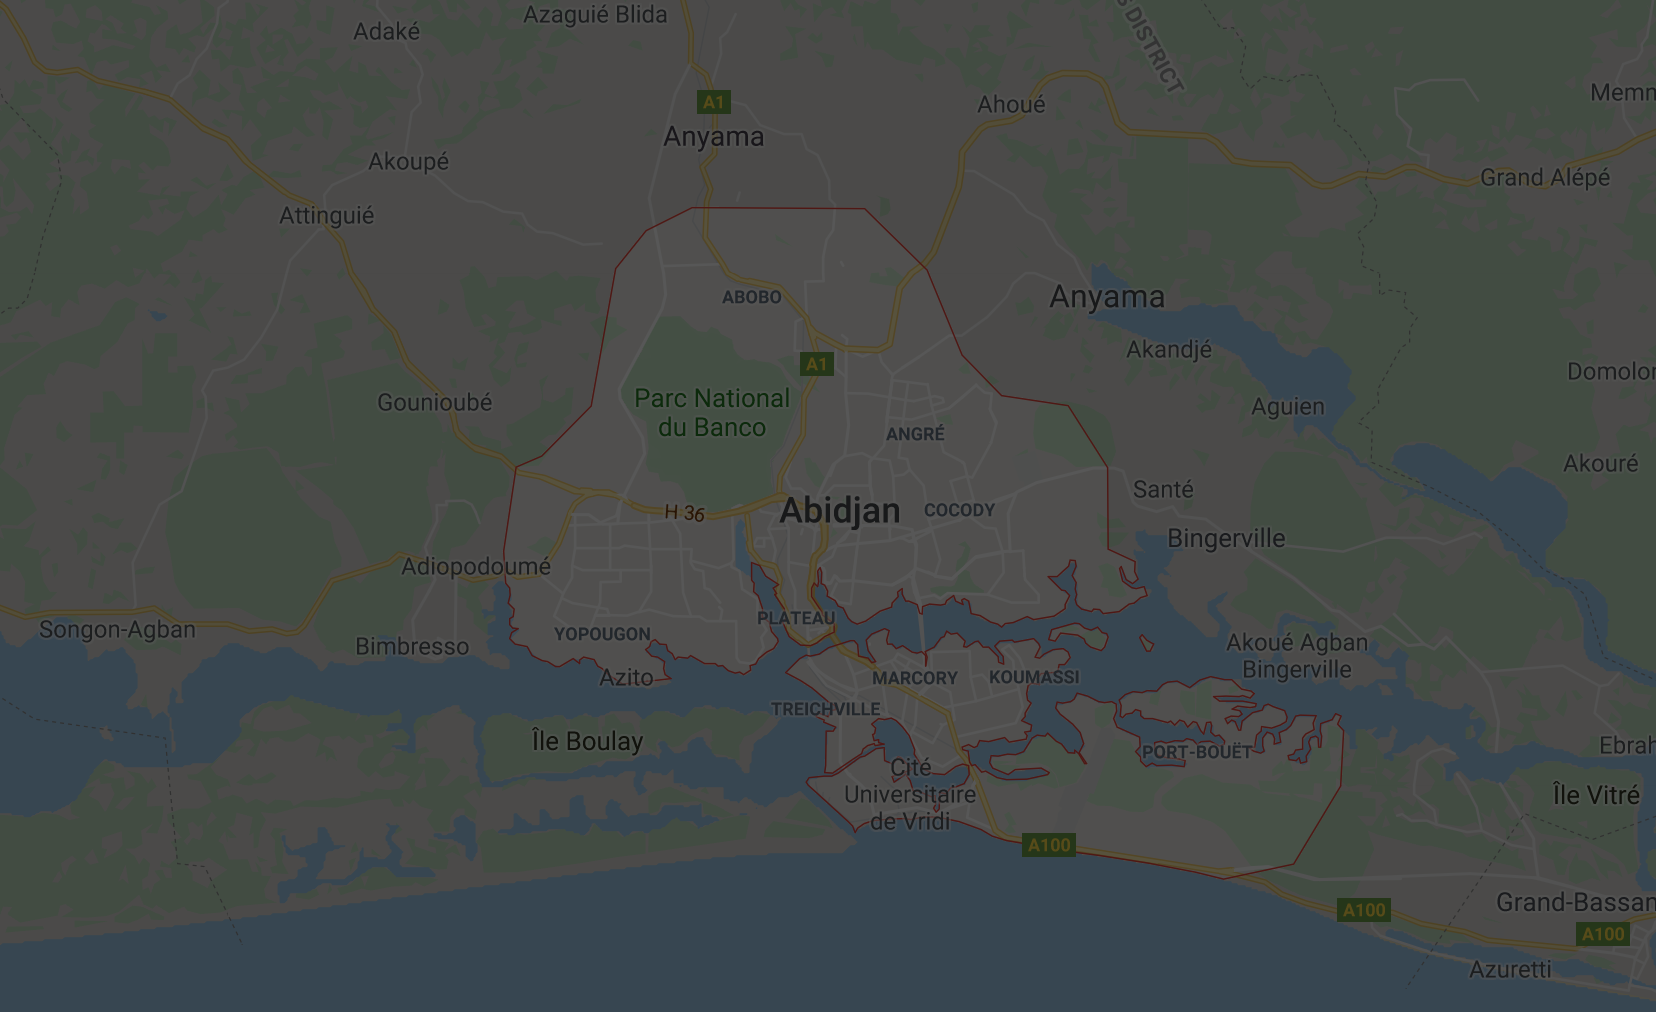 Azaguié Blida
Adaké
S DISTRICT
A1
Ahoué
Memn
Anyama
Akoupé
Grand Alépé
Attinguié
ABOBO
Anyama
Akandjé
A1
Domolor
Parc National
du Banco
Gounioubé
Aguien
ANGRÉ
Akouré
Santé
Abidjan
COCODY
H 36
Bingerville
Adiopodoumé
PLATEAU
Songon-Agban
YOPOUGON
Bimbresso
Akoué Agban
Bingerville
Azito
MARCORY
KOUMASSI
TREICHVILLE
Île Boulay
PORT-BOUËT
Ebrah
Cité
Universitaire
de Vridi
Île Vitré
A100
Grand-Bassam
A100
A100
Azuretti